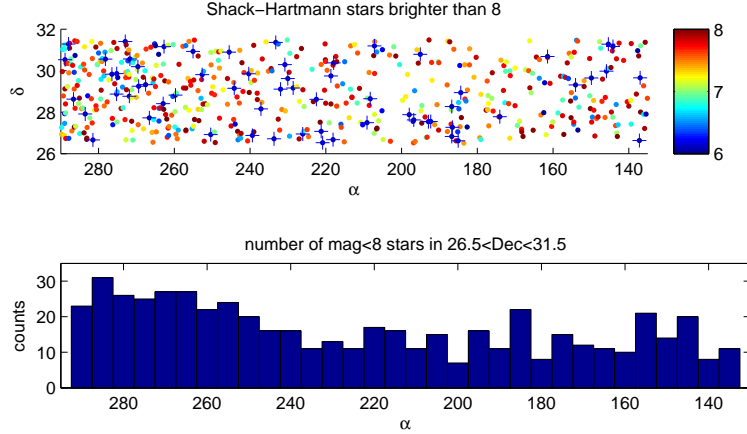 Shack−Hartmann stars brighter than 8
32
30
28
26
δ
280 260 240 220 200 180 160 140
α
8
7
6
number of mag<8 stars in 26.5<Dec<31.5
30
20
10
0
counts
280 260 240 220 200 180 160 140
α